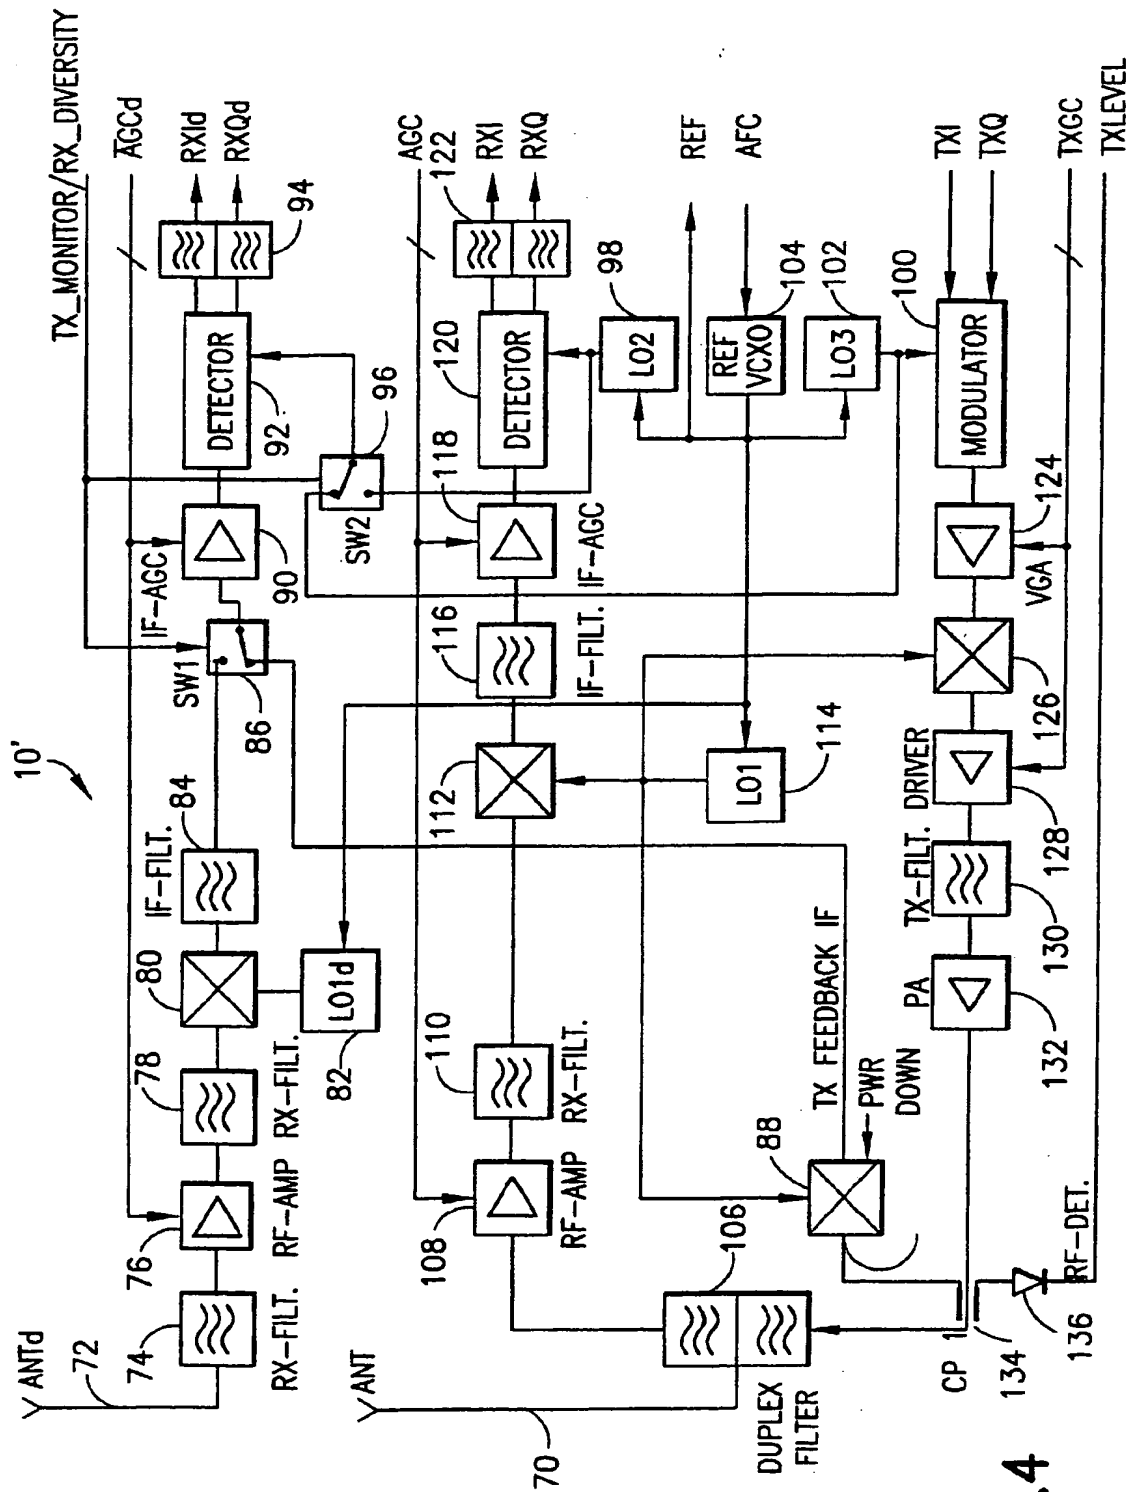 10'
TX_MONITOR/RX_DIVERSITY
AGCd
RXId
RXQd
94
DETECTOR
92
IF-AGC
90
SW1
86
IF-FILT.
84
80
LO1d
82
78
RX-FILT.
RF-AMP
76
74
RX-FILT.
ANTd
72
SW2
96
AGC
RXI
RXQ
122
DETECTOR
120
118
IF-AGC
116
IF-FILT.
112
LO1
114
110
RX-FILT.
RF-AMP
108
106
DUPLEX
FILTER
ANT
70
LO2
98
REF
AFC
REF
VCXO
104
LO3
102
TXI
TXQ
MODULATOR
100
TXGC
TXLEVEL
VGA
124
126
DRIVER
128
TX-FILT.
130
PA
132
TX FEEDBACK IF
PWR
DOWN
88
CP 1
134
136
RF-DET.
.4